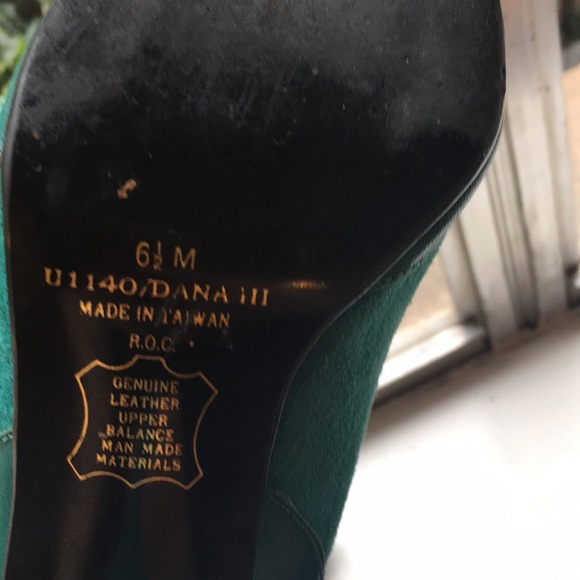 6½ M
U1140/DANA III
MADE IN TAIWAN
R.O.C.
GENUINE
LEATHER
UPPER
BALANCE
MAN MADE
MATERIALS